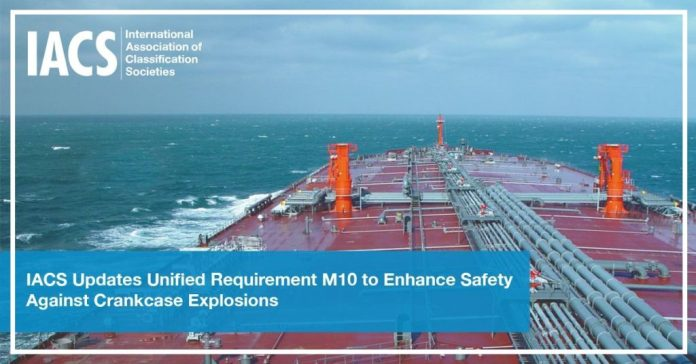 IACS
International
Association of
Classification
Societies
IACS Updates Unified Requirement M10 to Enhance Safety
Against Crankcase Explosions